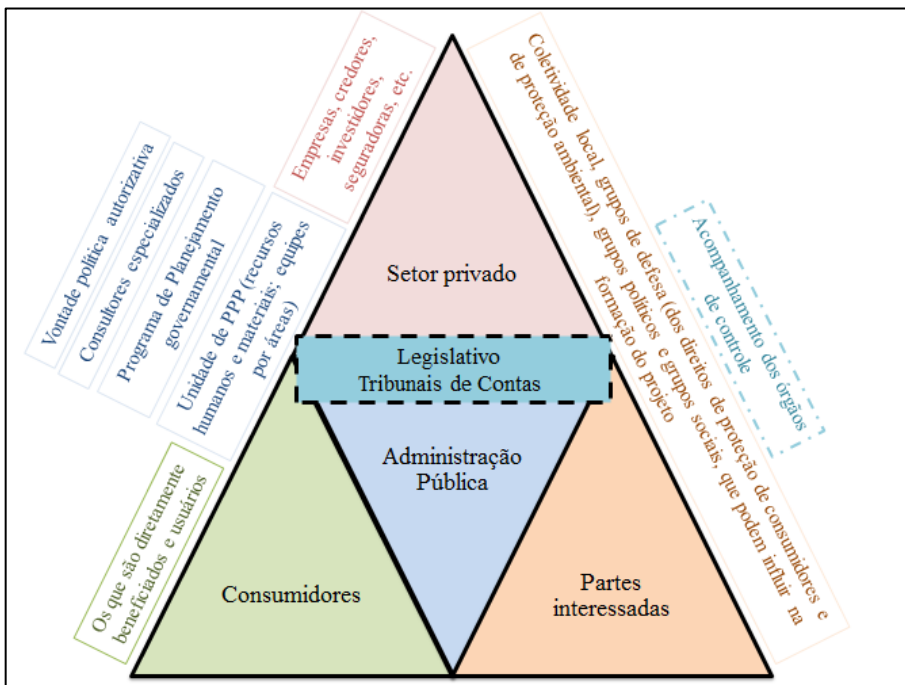 Vontade política autorizativa
Consultores especializados
Programa de Planejamento
governamental
Unidade de PPP (recursos
humanos e materiais; equipes
por áreas)
Empresas, credores,
investidores,
seguradoras, etc.
Os que são diretamente
beneficiados e usuários
Setor privado
Legislativo
Tribunais de Contas
Administração
Pública
Consumidores
Partes
interessadas
Coletividade local, grupos de defesa (dos direitos de proteção de consumidores e
de proteção ambiental), grupos políticos e grupos sociais, que podem influir na
formação do projeto
Acompanhamento dos órgãos
de controle